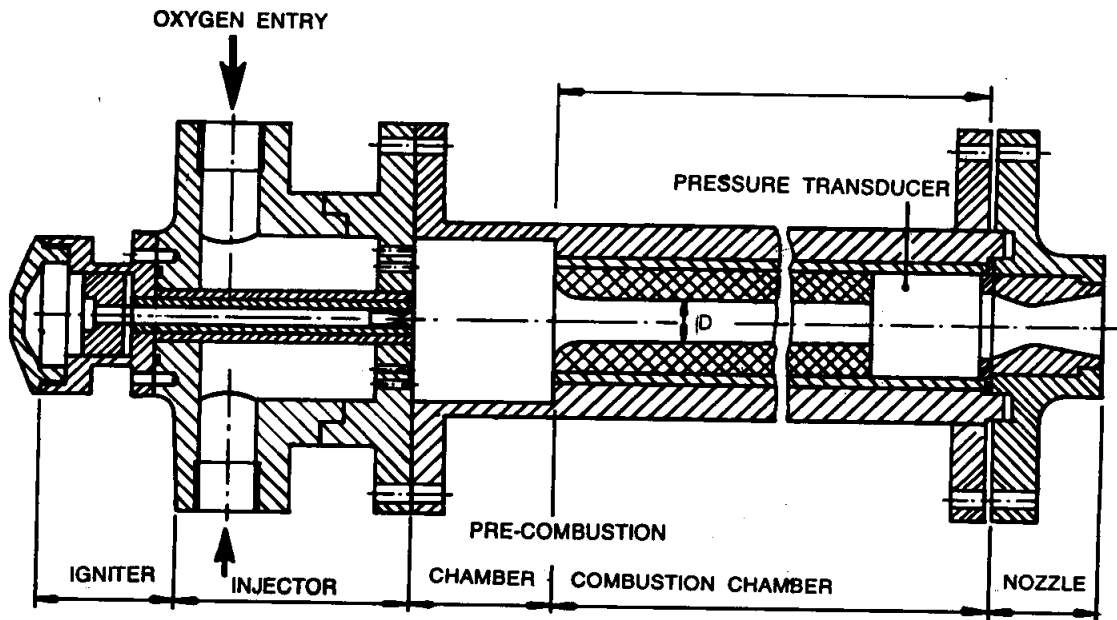 OXYGEN ENTRY
PRESSURE TRANSDUCER
D
PRE-COMBUSTION
IGNITER
INJECTOR
CHAMBER
COMBUSTION CHAMBER
NOZZLE